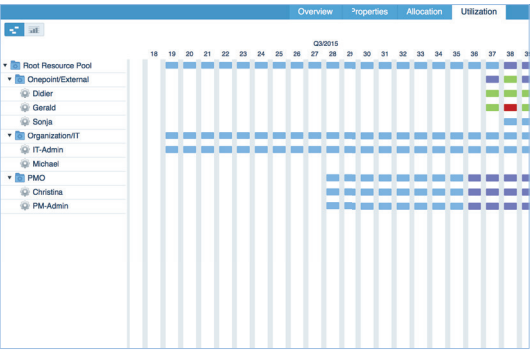 Overview Properties Allocation Utilization
Q3/2015
18 19 20 21 22 23 24 25 26 27 28 29 30 31 32 33 34 35 36 37 38 39
Root Resource Pool
Onepoint/External
Didier
Gerald
Sonja
Organization/IT
IT-Admin
Michael
PMO
Christina
PM-Admin